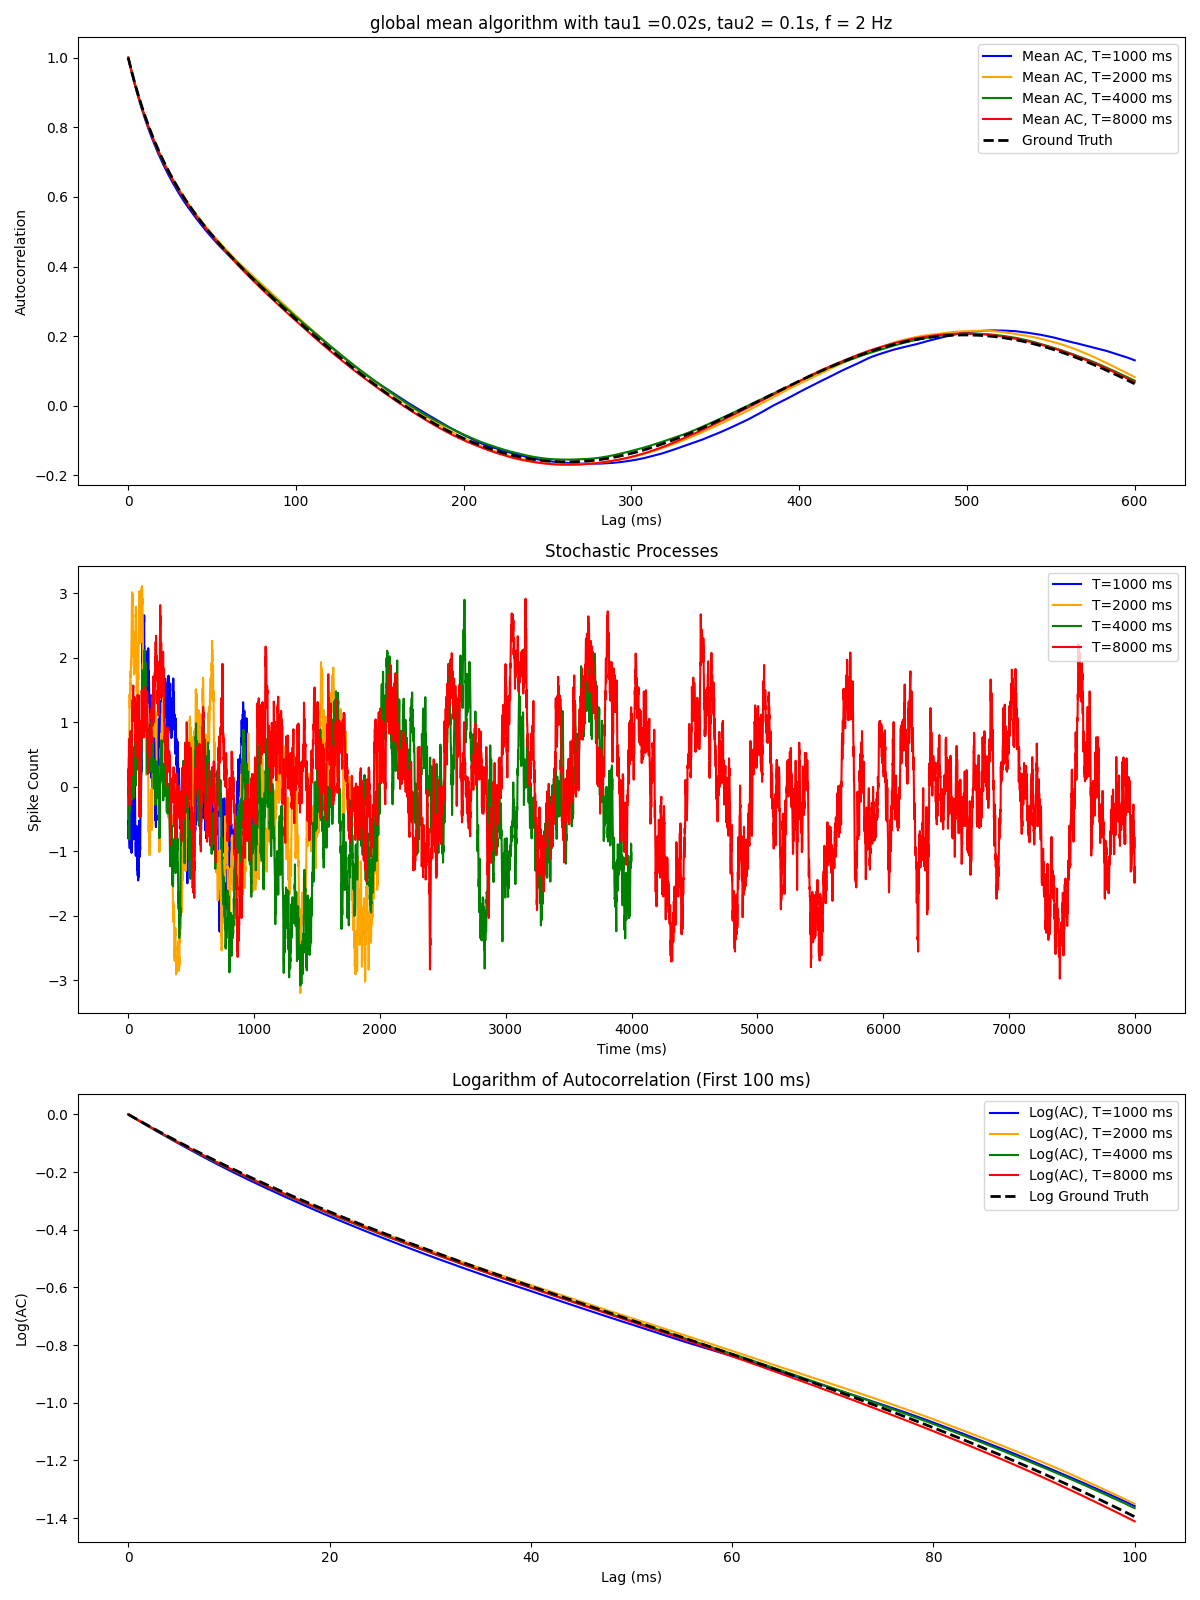 global mean algorithm with tau1 =0.02s, tau2 = 0.1s, f = 2 Hz
Autocorrelation
1.0
0.8
0.6
0.4
0.2
0.0
−0.2
Mean AC, T=1000 ms
Mean AC, T=2000 ms
Mean AC, T=4000 ms
Mean AC, T=8000 ms
Ground Truth
0 100 200 300 400 500 600
Lag (ms)
Stochastic Processes
Spike Count
3
2
1
0
−1
−2
−3
T=1000 ms
T=2000 ms
T=4000 ms
T=8000 ms
0 1000 2000 3000 4000 5000 6000 7000 8000
Time (ms)
Logarithm of Autocorrelation (First 100 ms)
Log(AC)
0.0
−0.2
−0.4
−0.6
−0.8
−1.0
−1.2
−1.4
Log(AC), T=1000 ms
Log(AC), T=2000 ms
Log(AC), T=4000 ms
Log(AC), T=8000 ms
Log Ground Truth
0 20 40 60 80 100
Lag (ms)